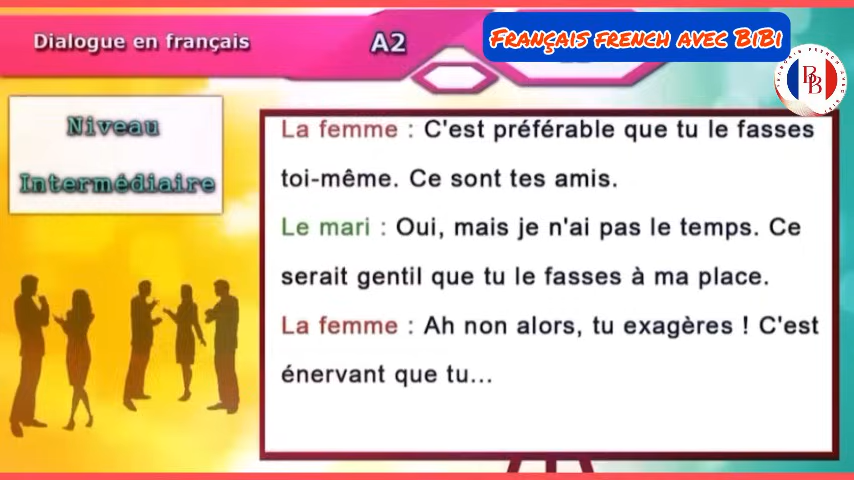 Dialogue en français
A2
Français french avec BiBi
Niveau
Intermédiaire
La femme : C'est préférable que tu le fasses
toi-même. Ce sont tes amis.
Le mari : Oui, mais je n'ai pas le temps. Ce
serait gentil que tu le fasses à ma place.
La femme : Ah non alors, tu exagères ! C'est
énervant que tu...